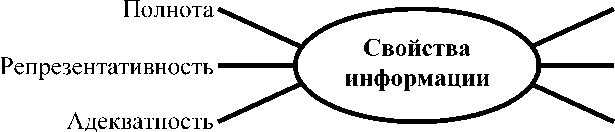 Полнота
Репрезентативность
Адекватность
Свойства
информации